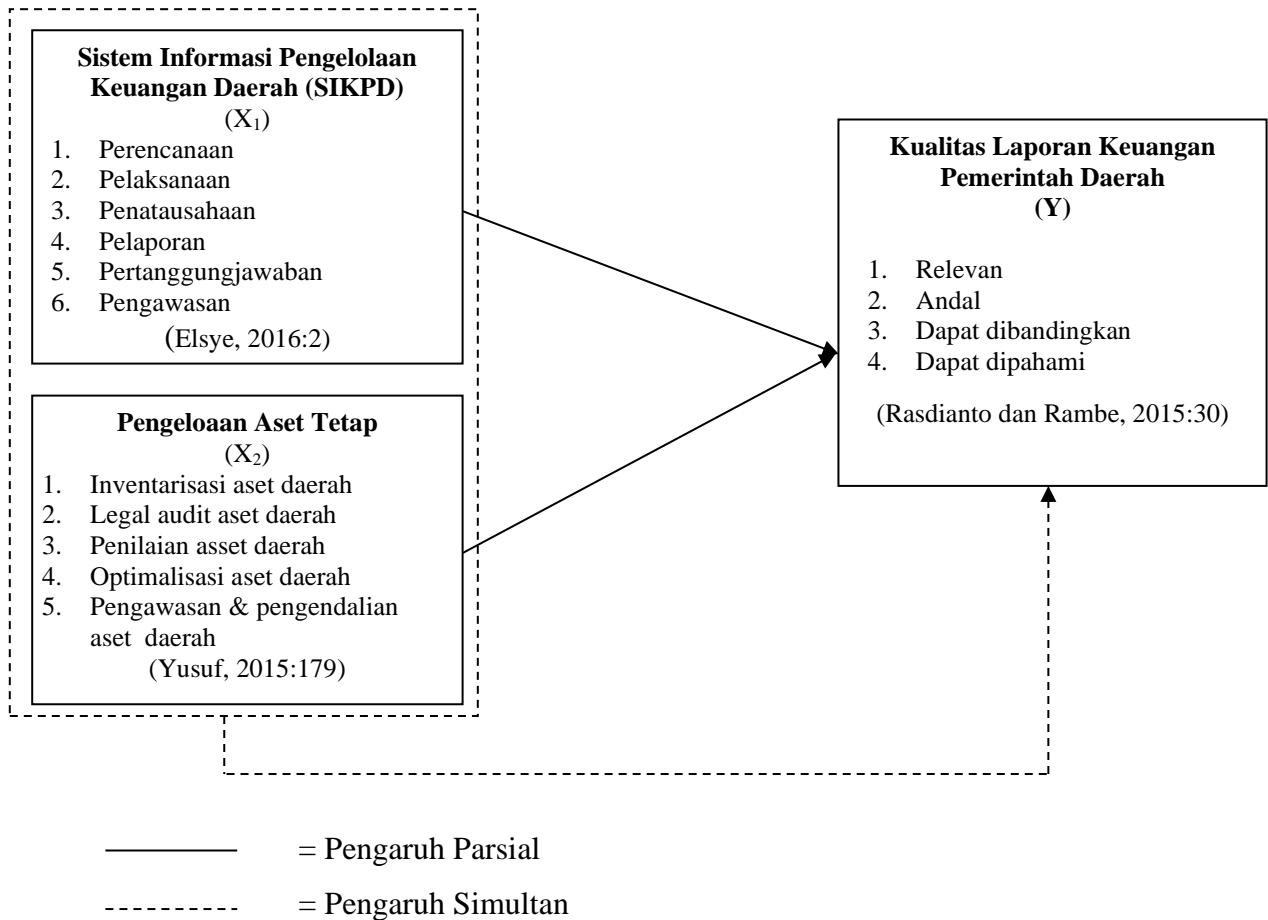 Sistem Informasi Pengelolaan
Keuangan Daerah (SIKPD)
(X₁)
1. Perencanaan
2. Pelaksanaan
3. Penatausahaan
4. Pelaporan
5. Pertanggungjawaban
6. Pengawasan
(Elsye, 2016:2)
Pengeloaan Aset Tetap
(X₂)
1. Inventarisasi aset daerah
2. Legal audit aset daerah
3. Penilaian asset daerah
4. Optimalisasi aset daerah
5. Pengawasan & pengendalian
aset daerah
(Yusuf, 2015:179)
Kualitas Laporan Keuangan
Pemerintah Daerah
(Y)
1. Relevan
2. Andal
3. Dapat dibandingkan
4. Dapat dipahami
(Rasdianto dan Rambe, 2015:30)
= Pengaruh Parsial
= Pengaruh Simultan